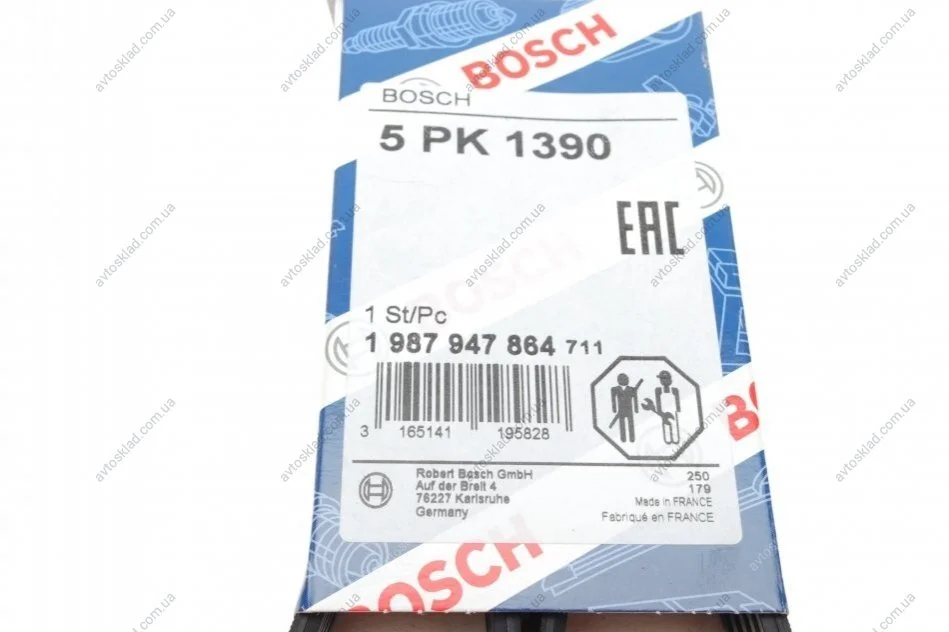 BOSCH
BOSCH
5 PK 1390
EAC
BOSCH
1 St/Pc
1 987 947 864 711
3 165141 195828
Robert Bosch GmbH
Auf der Breit 4
76227 Karlsruhe
Germany
250
179
Made in FRANCE
Fabriqué en FRANCE
BOSCH
BOSCH
avtosklad.com.ua